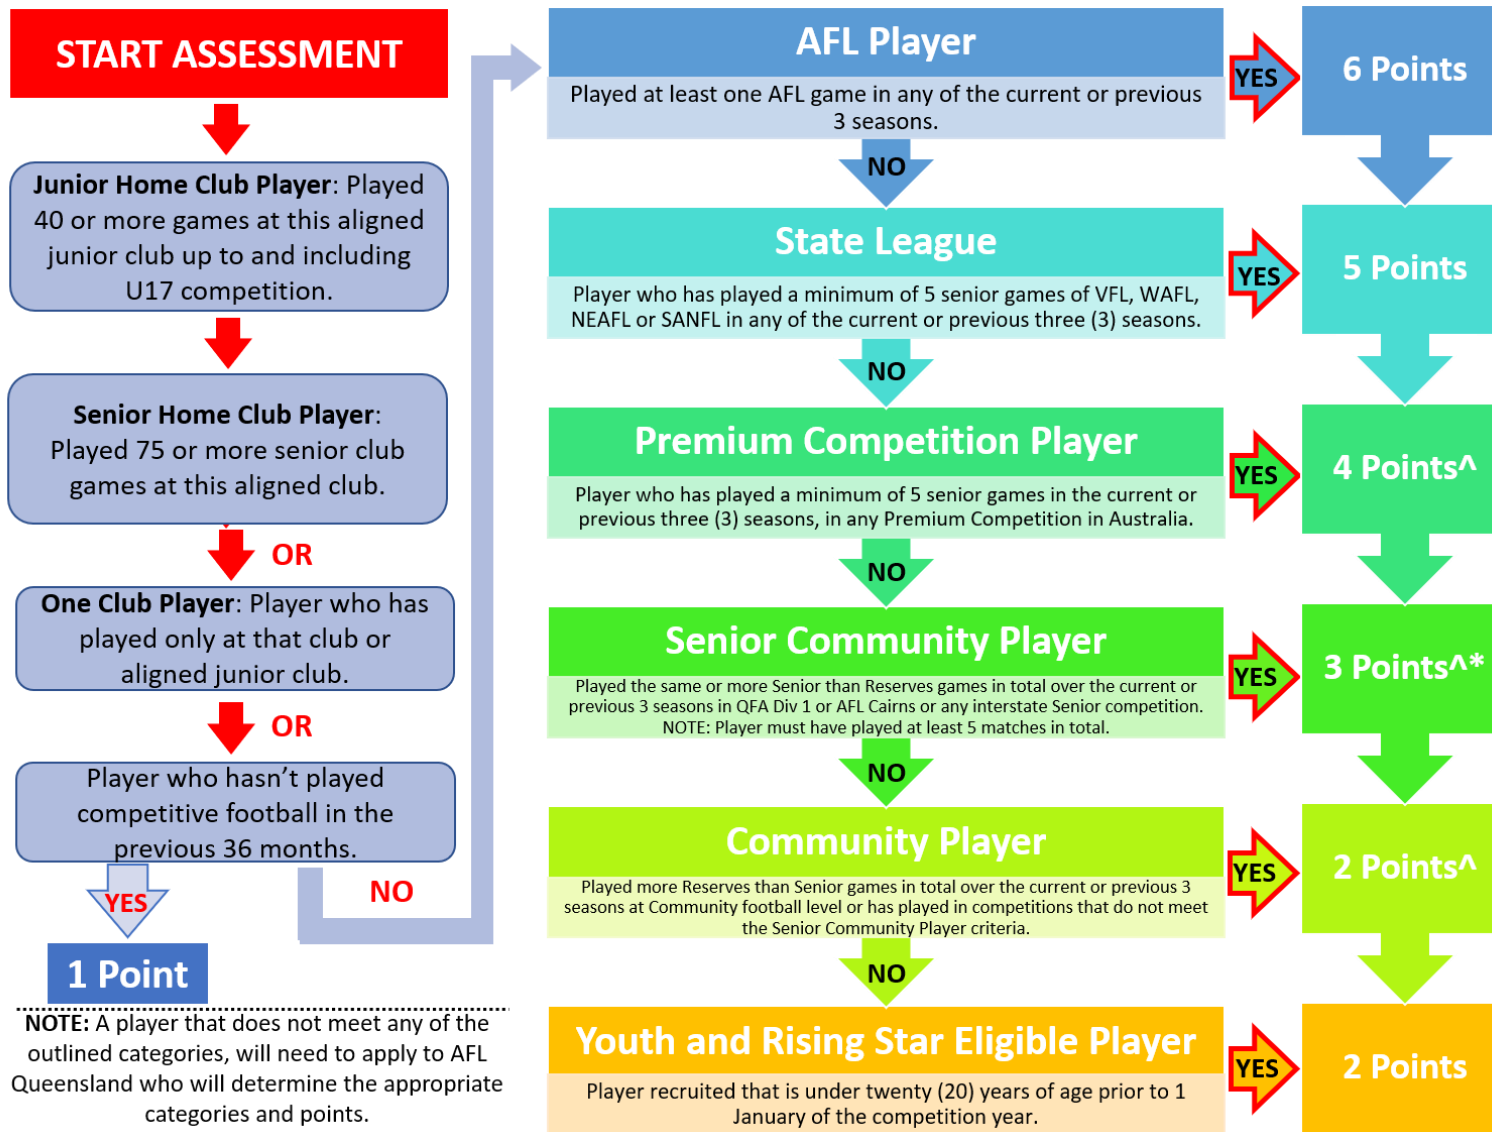 START ASSESSMENT
Junior Home Club Player: Played
40 or more games at this aligned
junior club up to and including
U17 competition.
Senior Home Club Player:
Played 75 or more senior club
games at this aligned club.
OR
One Club Player: Player who has
played only at that club or
aligned junior club.
OR
Player who hasn't played
competitive football in the
previous 36 months.
YES
NO
1 Point
NOTE: A player that does not meet any of the
outlined categories, will need to apply to AFL
Queensland who will determine the appropriate
categories and points.
AFL Player
Played at least one AFL game in any of the current or previous
3 seasons.
YES
6 Points
NO
State League
Player who has played a minimum of 5 senior games of VFL, WAFL,
NEAFL or SANFL in any of the current or previous three (3) seasons.
YES
5 Points
NO
Premium Competition Player
Player who has played a minimum of 5 senior games in the current or
previous three (3) seasons, in any Premium Competition in Australia.
YES
4 Points^
NO
Senior Community Player
Played the same or more Senior than Reserves games in total over the current or
previous 3 seasons in QFA Div 1 or AFL Cairns or any interstate Senior competition.
NOTE: Player must have played at least 5 matches in total.
YES
3 Points^*
NO
Community Player
Played more Reserves than Senior games in total over the current or previous 3
seasons at Community football level or has played in competitions that do not meet
the Senior Community Player criteria.
YES
2 Points^
NO
Youth and Rising Star Eligible Player
Player recruited that is under twenty (20) years of age prior to 1
January of the competition year.
YES
2 Points